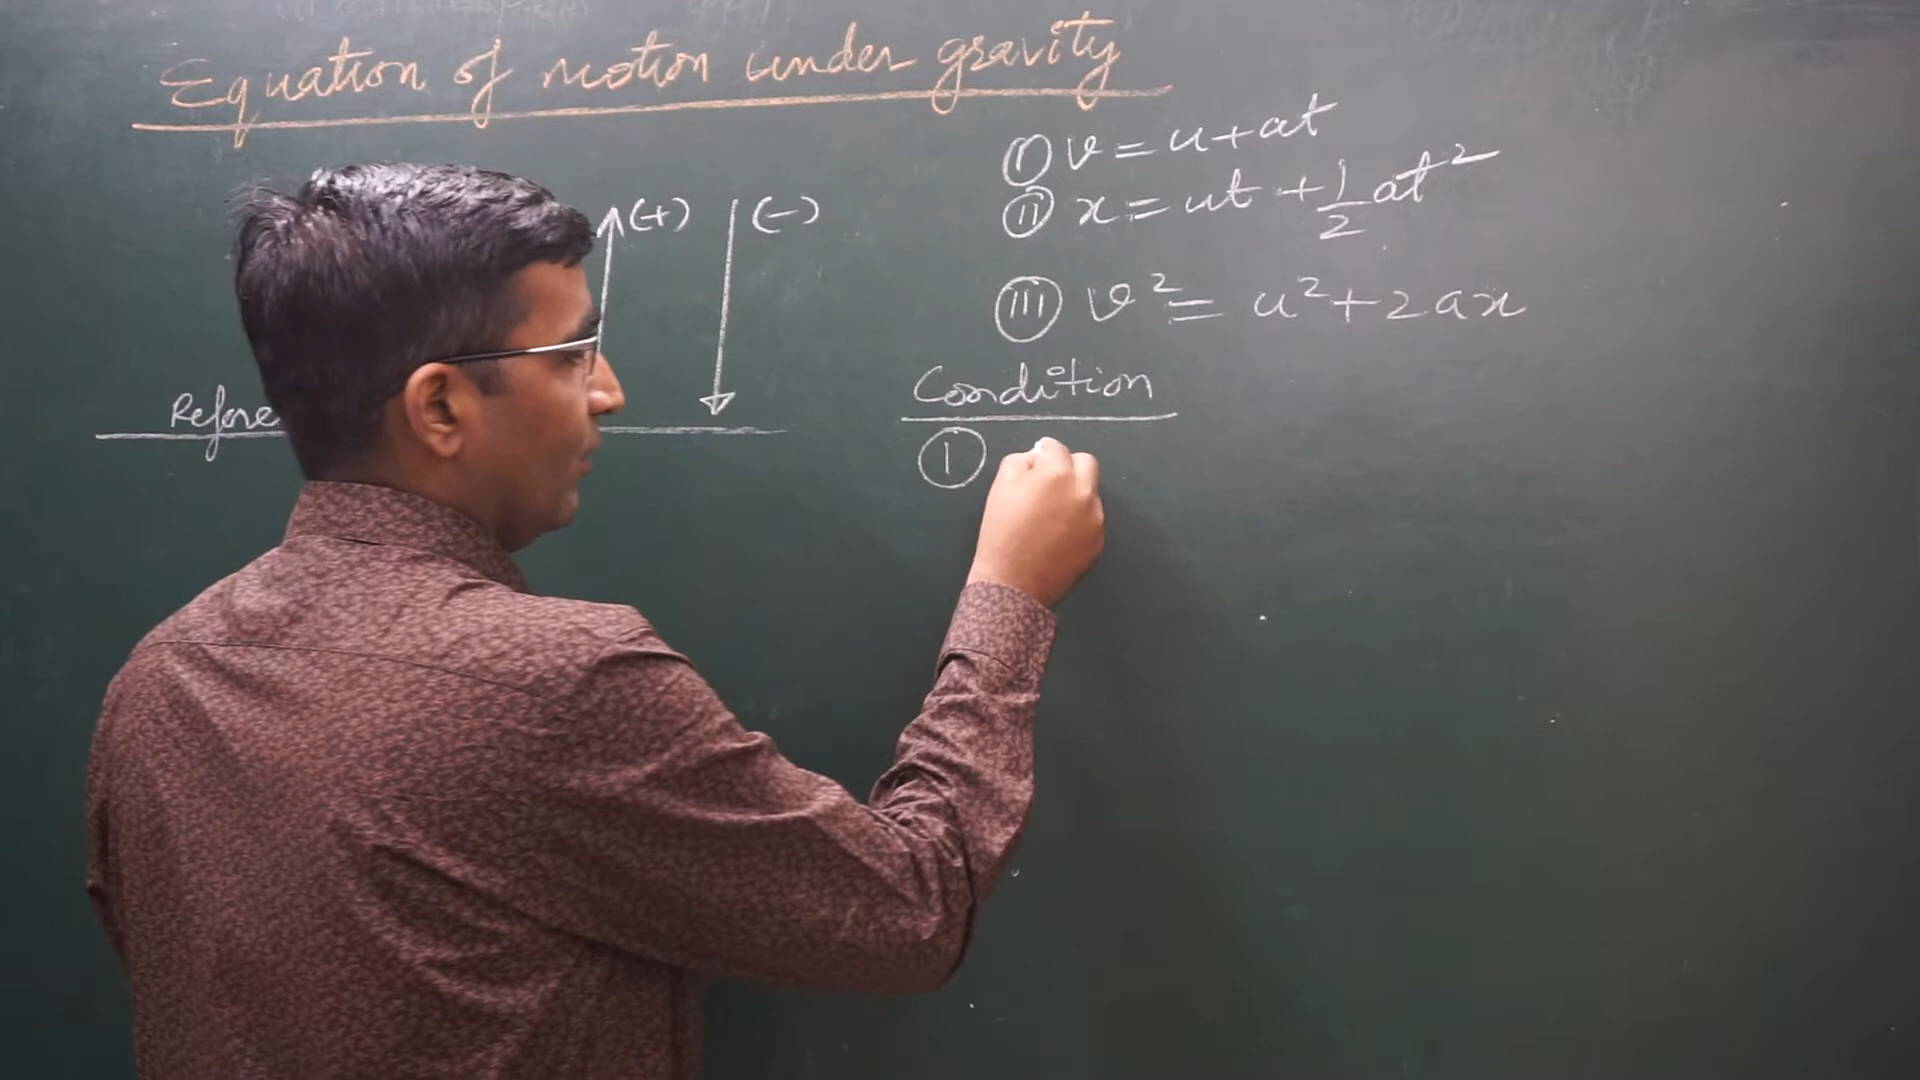 Equation of motion under gravity
(+) (-)
Refere
(I) v = u + at
(II) x = ut + 1/2 at²
(III) v² = u² + 2ax
Condition
(1)